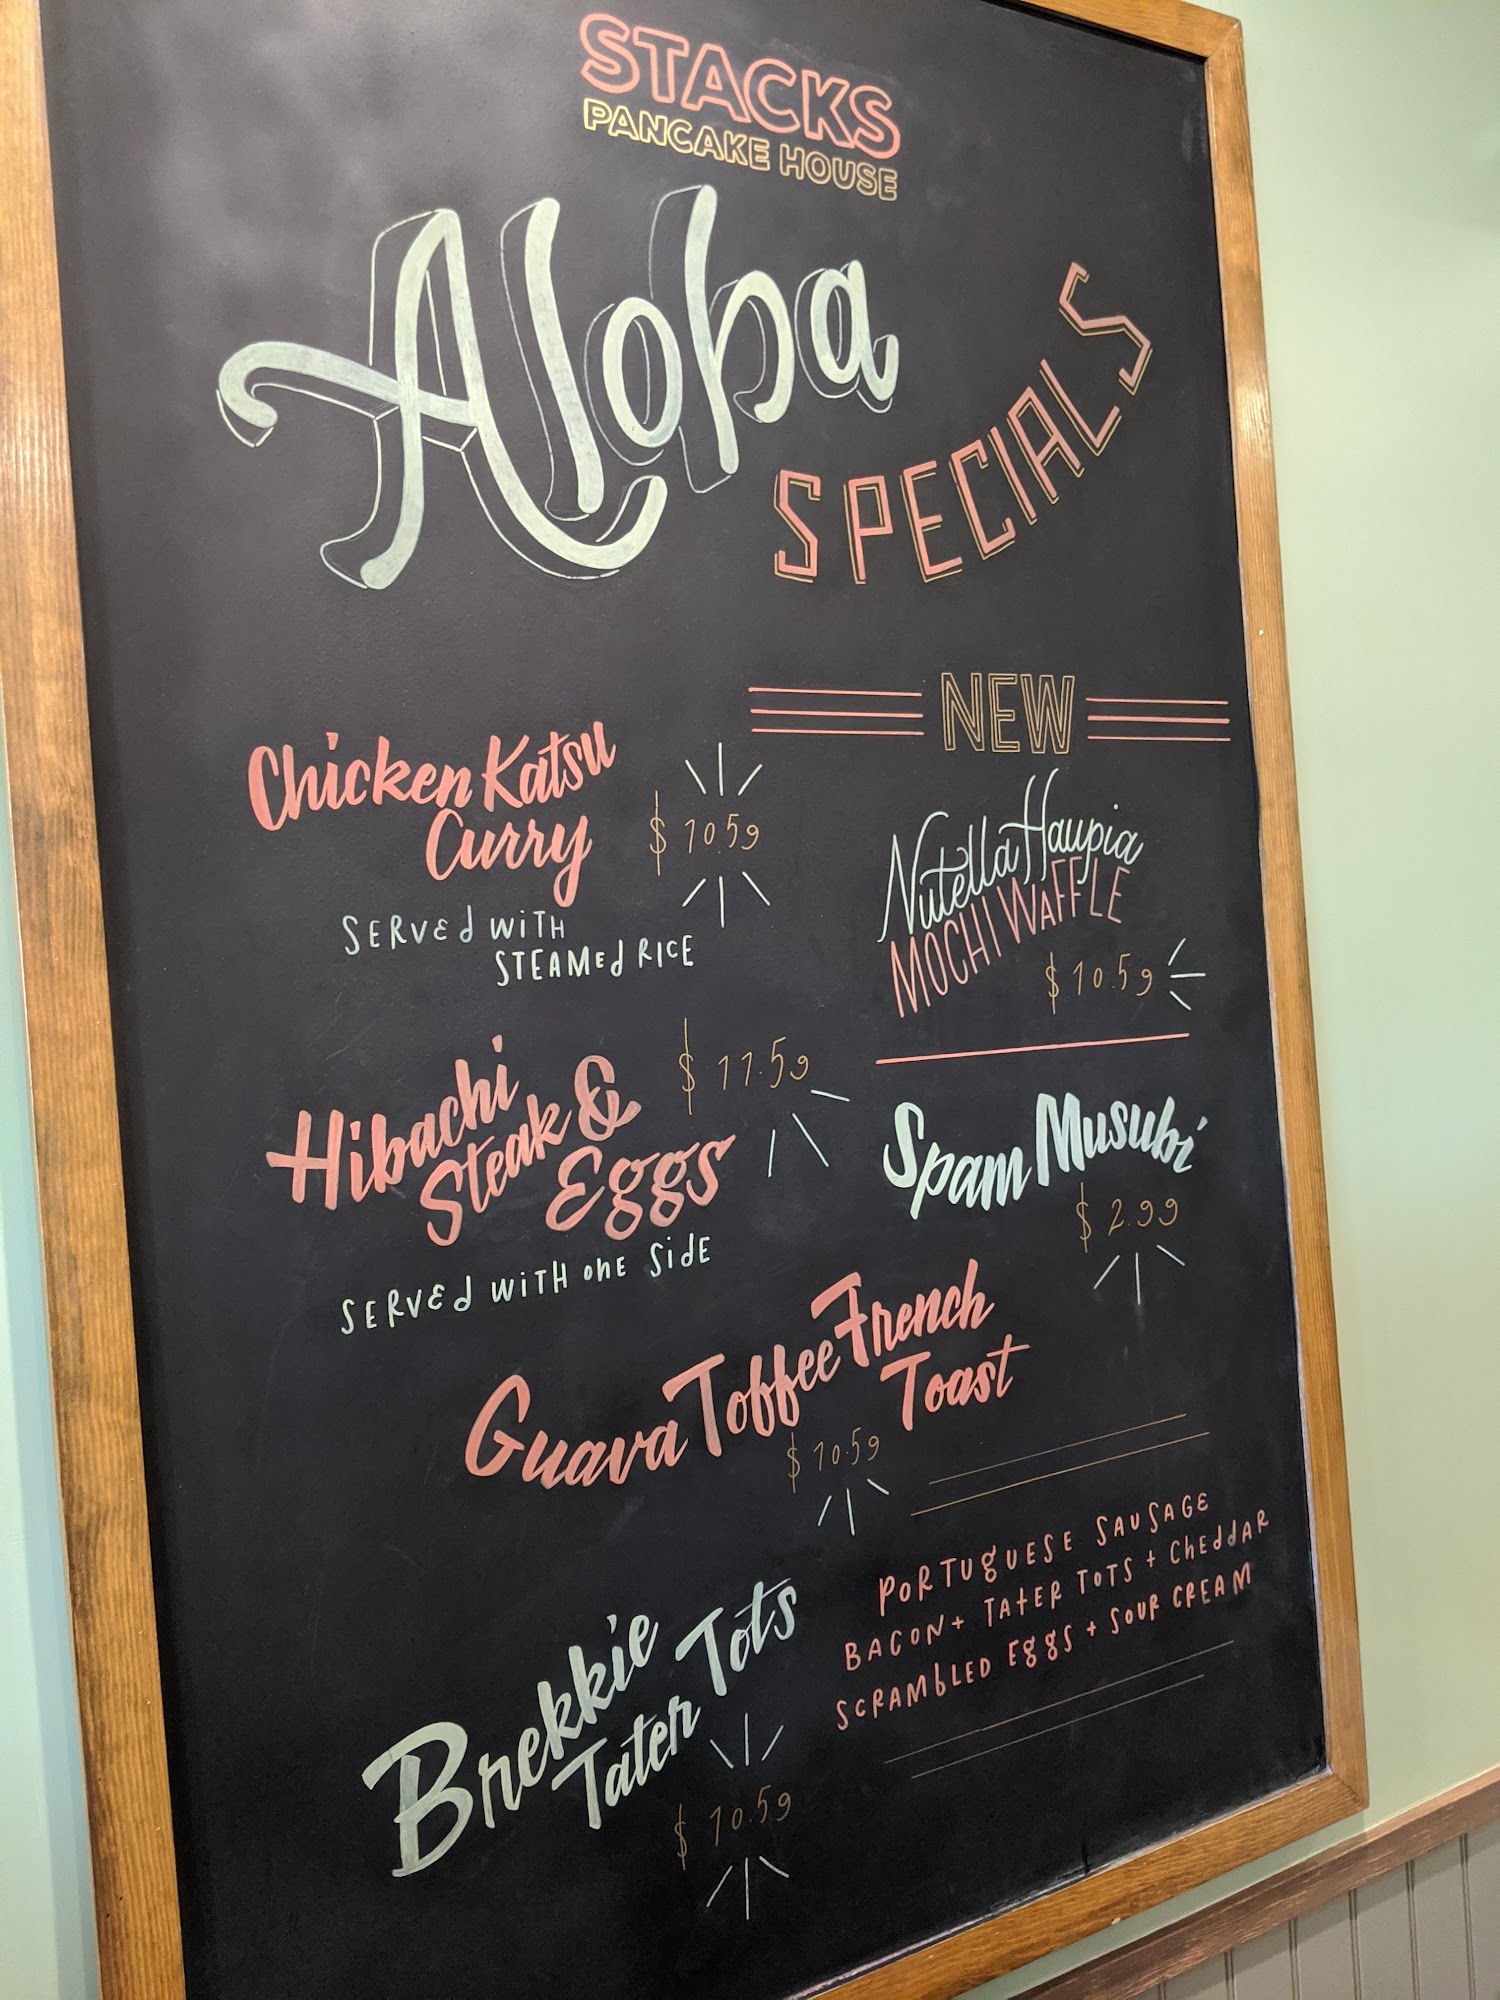 STACKS
PANCAKE HOUSE
Aloha
SPECIALS
Chicken Katsu
Curry
$10.59
SERVED WITH
STEAMED RICE
NEW
Nutella Haupia
MOCHI WAFFLE
$10.59
Hibachi
Steak &
Eggs
$11.59
SERVED WITH ONE SIDE
Spam Musubi
$2.99
Guava Toffee French
Toast
$10.59
Brekkie
Tater Tots
$10.59
PORTUGUESE SAUSAGE
BACON + TATER TOTS + CHEDDAR
SCRAMBLED EGGS + SOUR CREAM